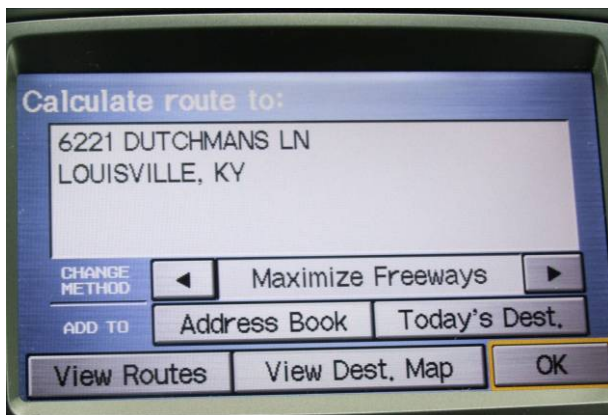 Calculate route to:
6221 DUTCHMANS LN
LOUISVILLE, KY
CHANGE
METHOD
Maximize Freeways
ADD TO
Address Book
Today's Dest.
View Routes
View Dest. Map
OK